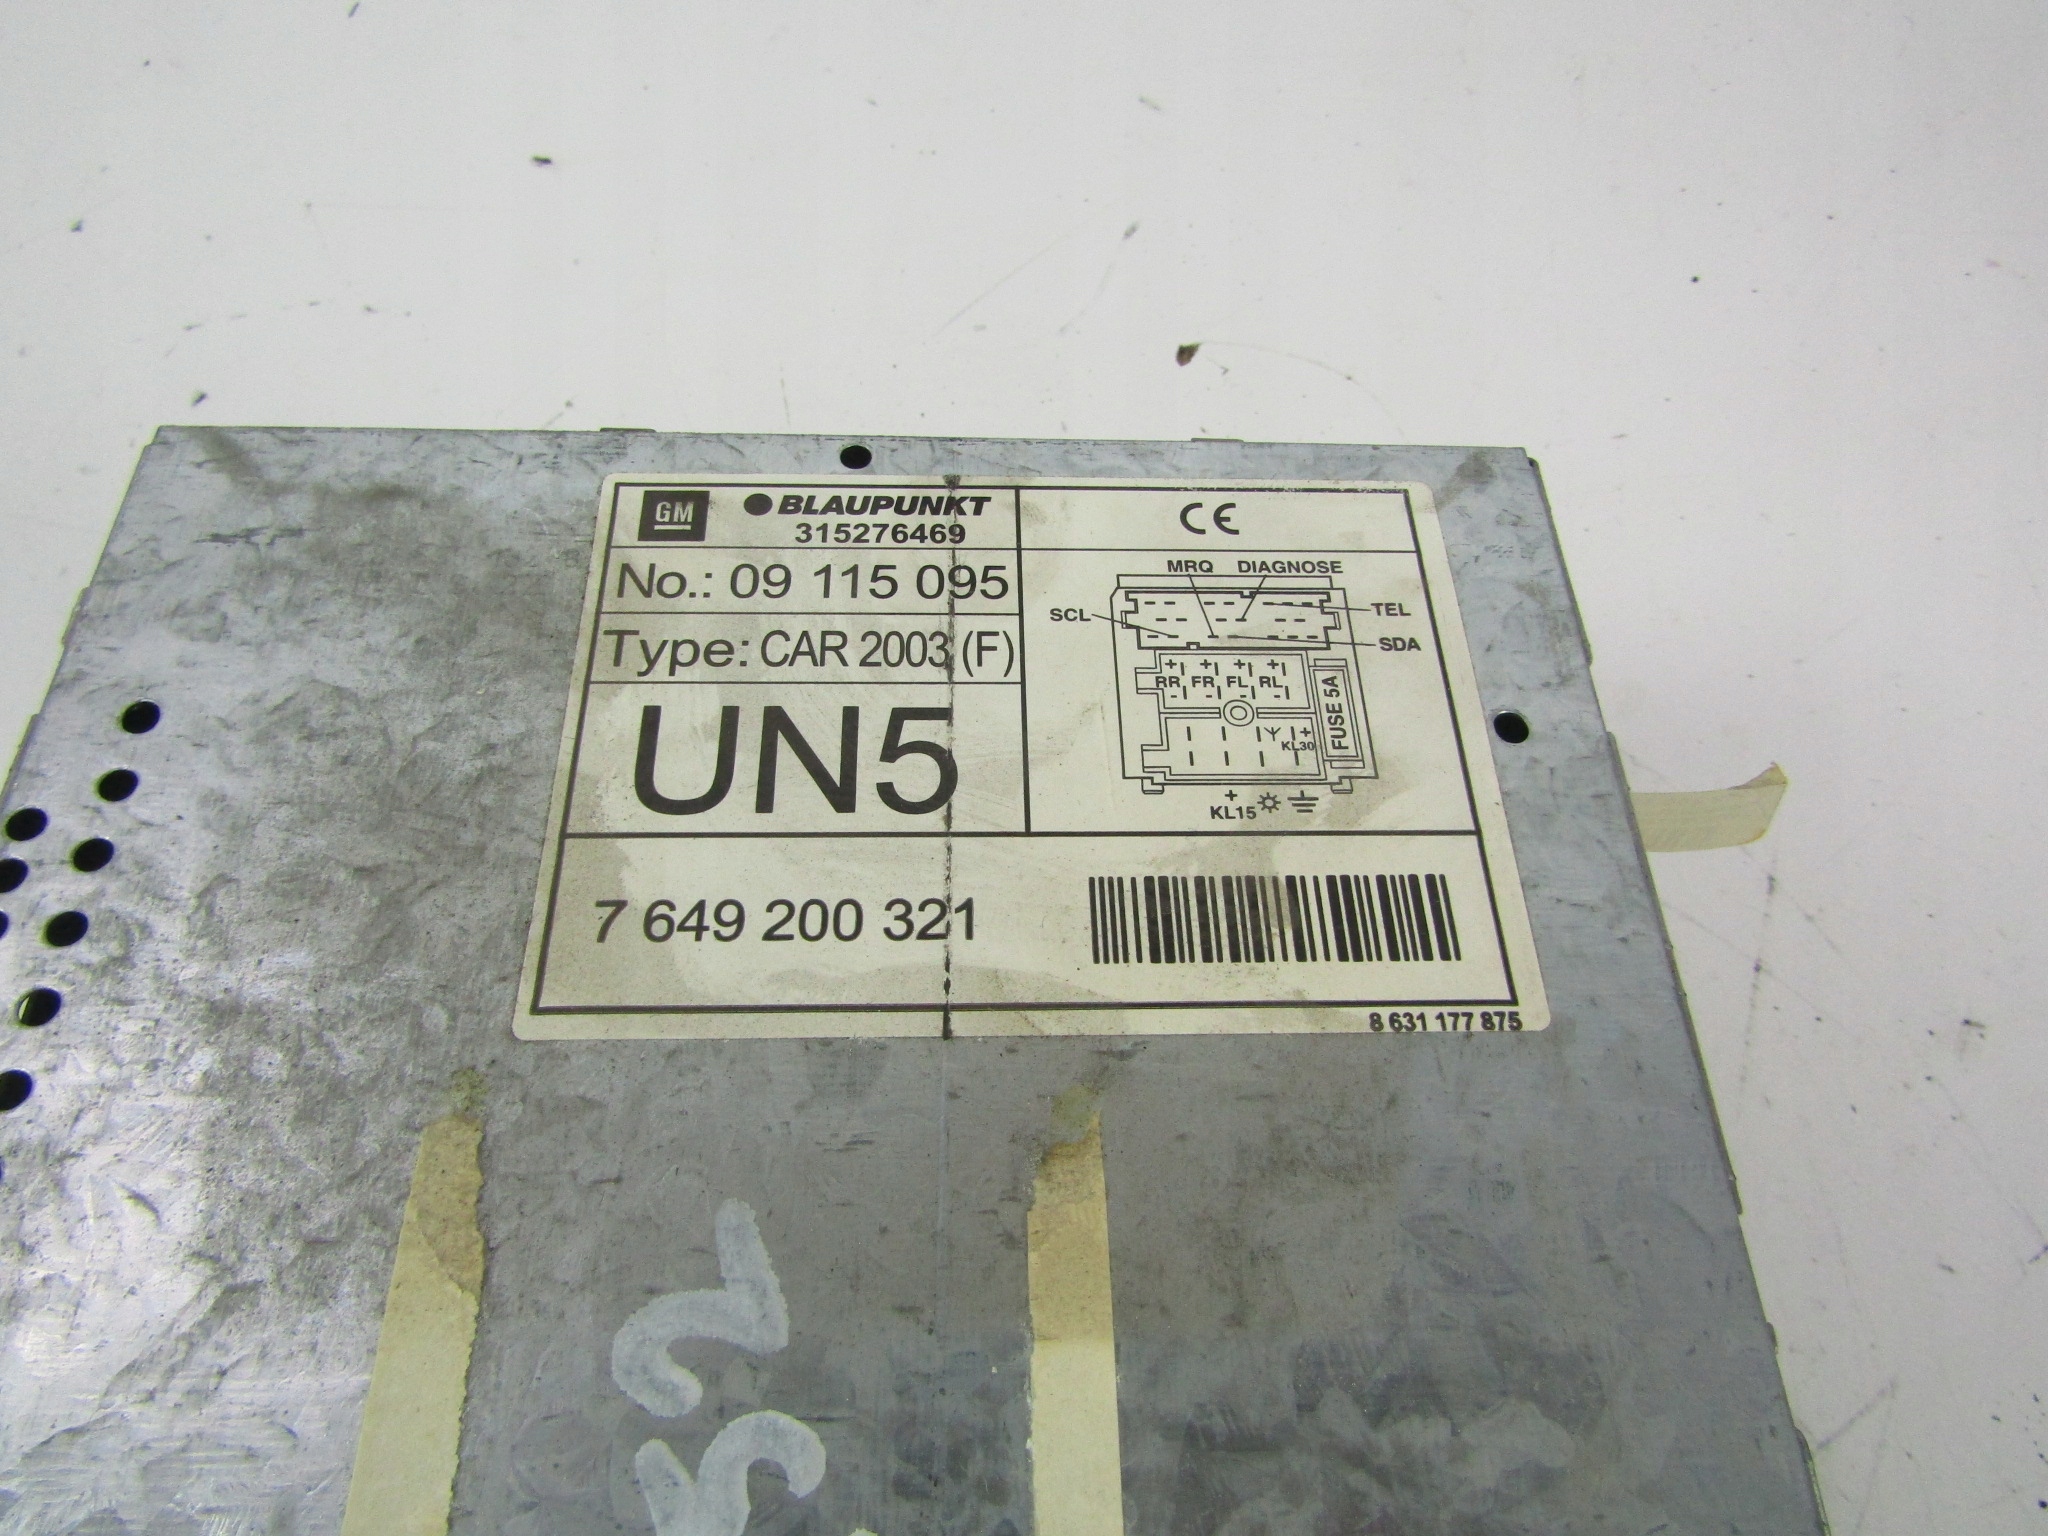 GM
BLAUPUNKT
315276469
CE
No.: 09 115 095
Type: CAR 2003 (F)
UN5
MRQ DIAGNOSE
SCL
TEL
SDA
+ + + +
RR FR FL RL
- - - -
FUSE 5A
+
KL30
+
KL15
7 649 200 321
8 631 177 875